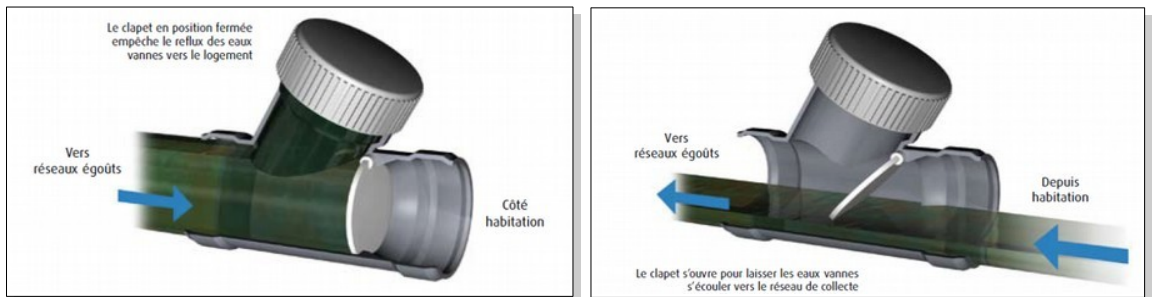 Le clapet en position fermée
empêche le reflux des eaux
vannes vers le logement
Vers
réseaux égoûts
Côté
habitation
Vers
réseaux égoûts
Depuis
habitation
Le clapet s'ouvre pour laisser les eaux vannes
s'écouler vers le réseau de collecte